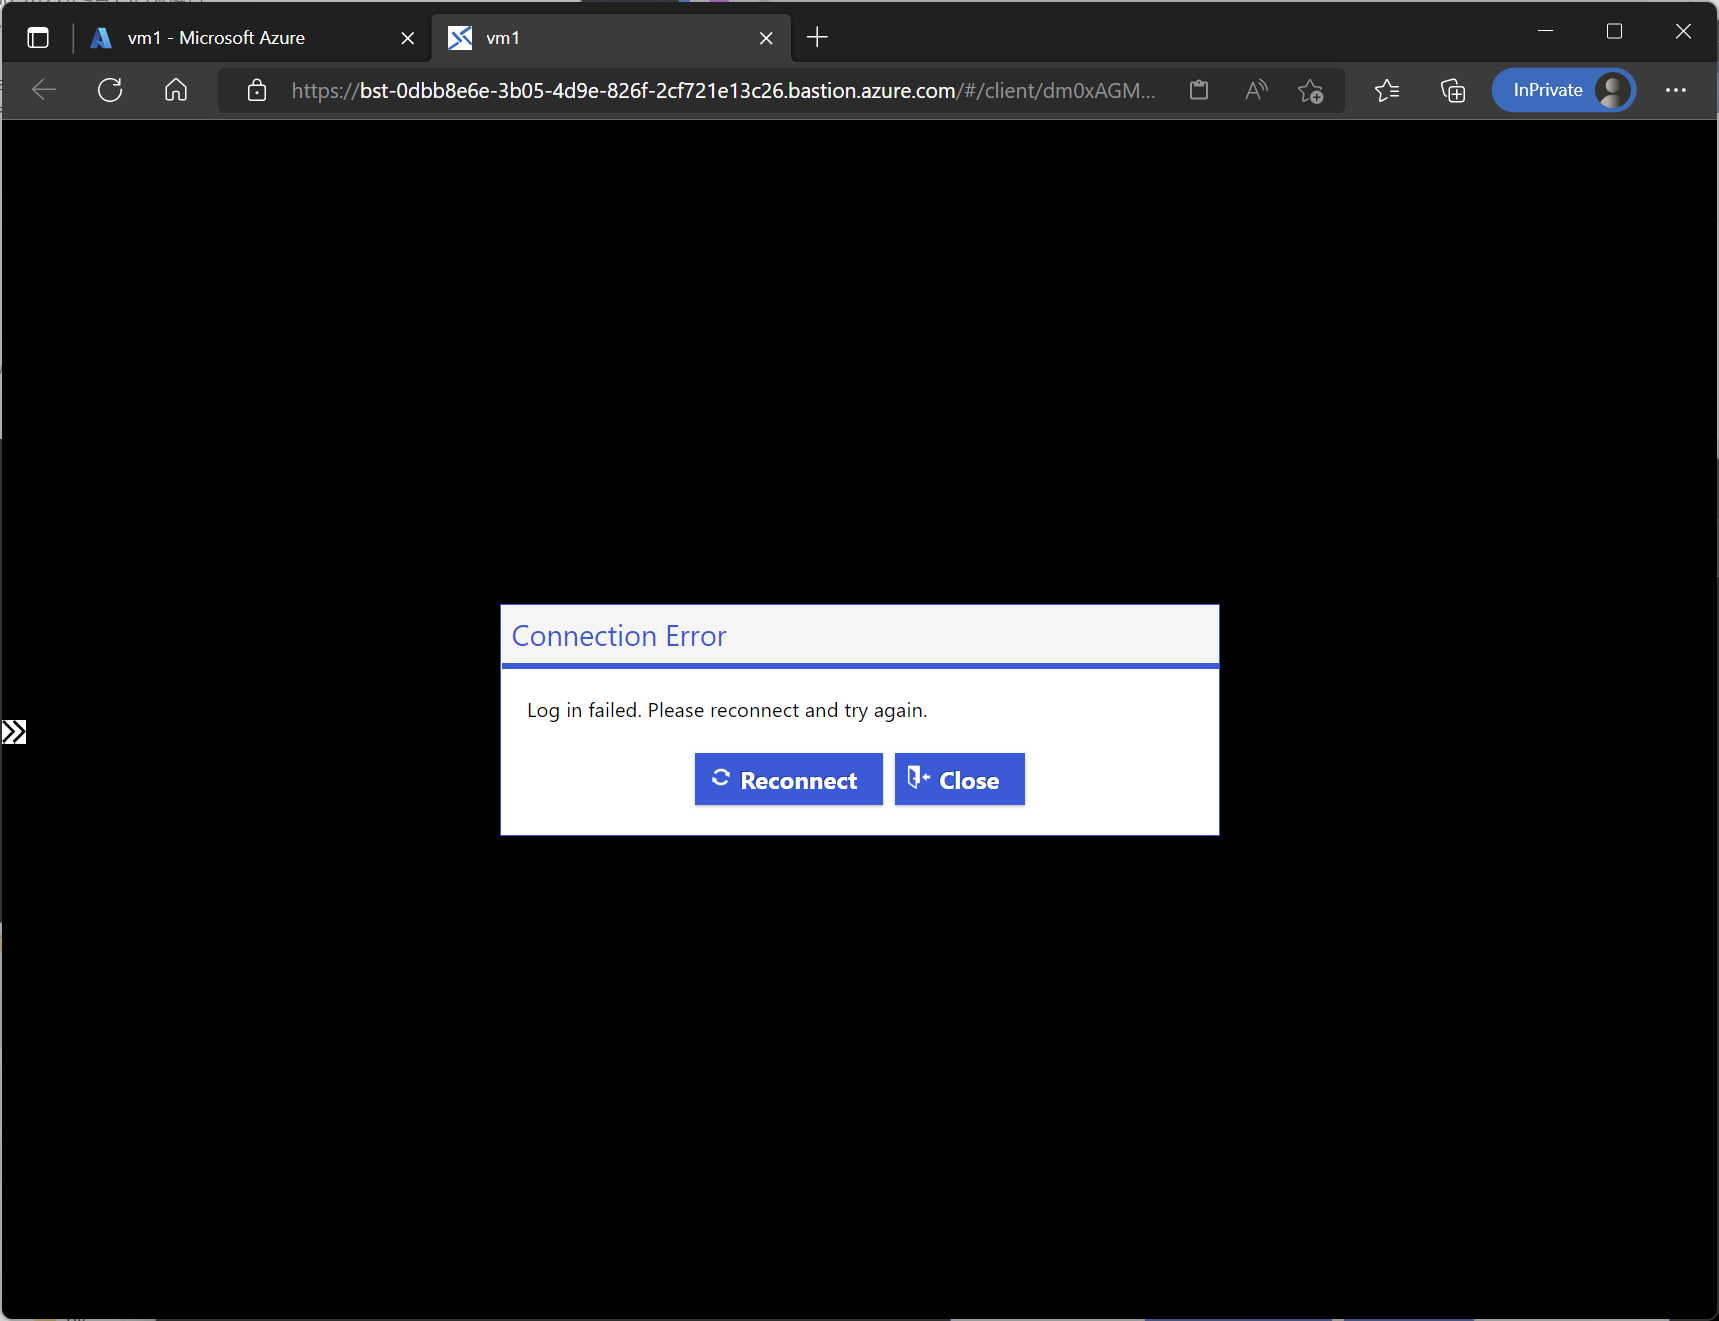 vm1 - Microsoft Azure
vm1
https://bst-0dbb8e6e-3b05-4d9e-826f-2cf721e13c26.bastion.azure.com/#/client/dm0xAGM...
InPrivate
Connection Error
Log in failed. Please reconnect and try again.
Reconnect
Close